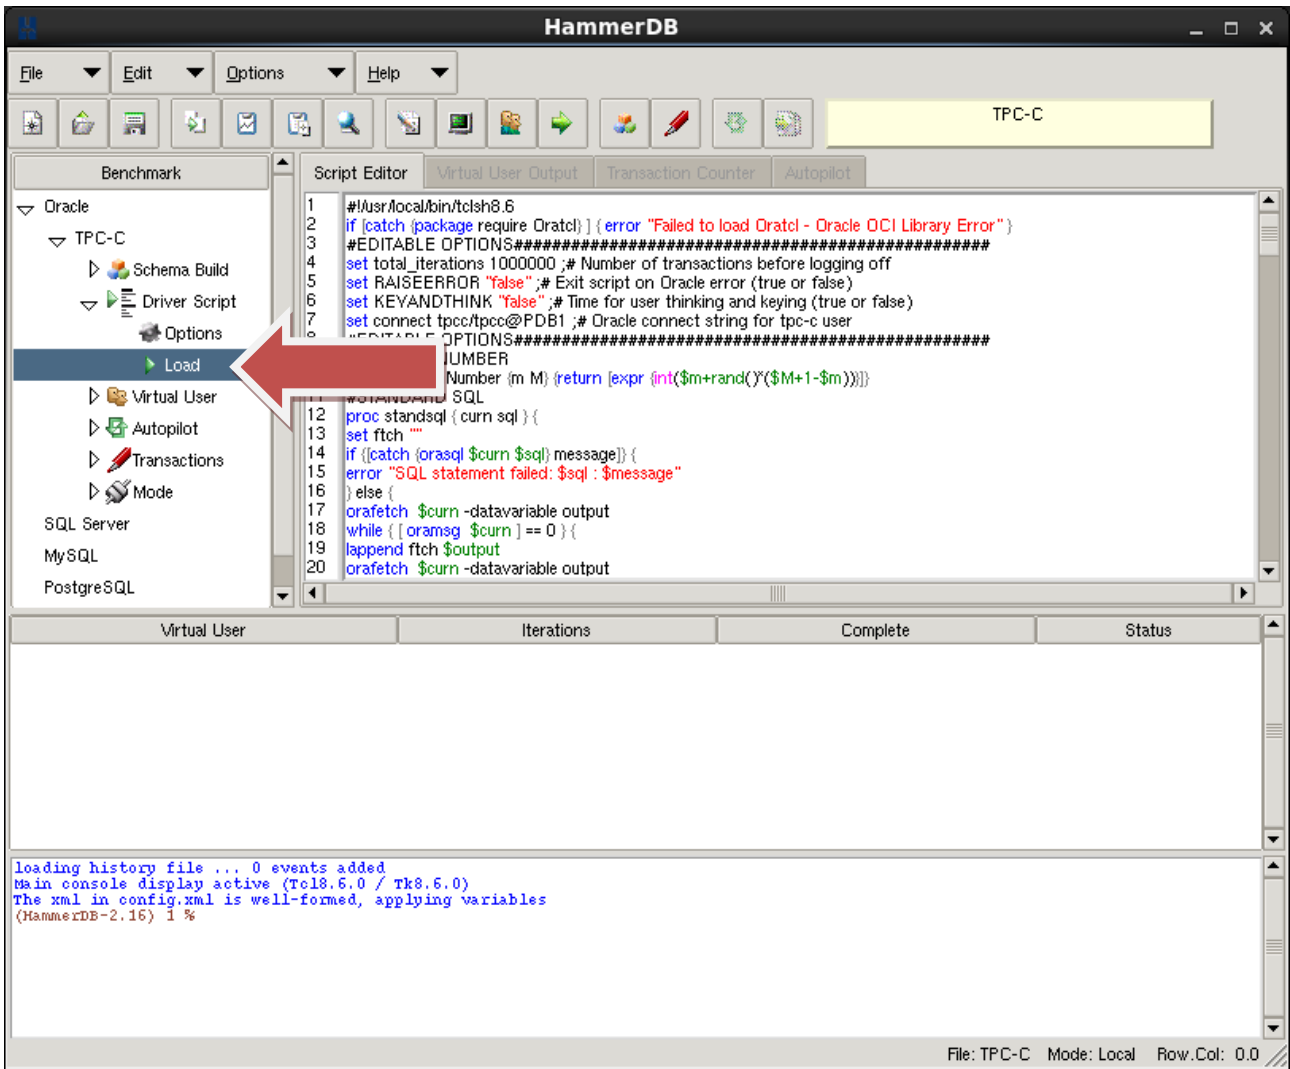 HammerDB
File Edit Options Help
TPC-C
Benchmark
Oracle
TPC-C
Schema Build
Driver Script
Options
Load
Virtual User
Autopilot
Transactions
Mode
SQL Server
MySQL
PostgreSQL
Script Editor Virtual User Output Transaction Counter Autopilot
1 #!/usr/local/bin/tclsh8.6
2 if [catch {package require Oratcl} ] { error "Failed to load Oratcl - Oracle OCI Library Error" }
3 #EDITABLE OPTIONS##################################################
4 set total_iterations 1000000 ;# Number of transactions before logging off
5 set RAISEERROR "false" ;# Exit script on Oracle error (true or false)
6 set KEYANDTHINK "false" ;# Time for user thinking and keying (true or false)
7 set connect tpcc/tpcc@PDB1 ;# Oracle connect string for tpc-c user
#EDITABLE OPTIONS##################################################
NUMBER
Number {m M} {return [expr {int($m+rand()*($M+1-$m))}]}
#STANDARD SQL
12 proc standsql { curn sql } {
13 set ftch ""
14 if {[catch {orasql $curn $sql} message]} {
15 error "SQL statement failed: $sql : $message"
16 } else {
17 orafetch $curn -datavariable output
18 while { [ oramsg $curn ] == 0 } {
19 lappend ftch $output
20 orafetch $curn -datavariable output
Virtual User Iterations Complete Status
loading history file ... 0 events added
Main console display active (Tcl8.6.0 / Tk8.6.0)
The xml in config.xml is well-formed, applying variables
(HammerDB-2.16) 1 %
File: TPC-C Mode: Local Row.Col: 0.0